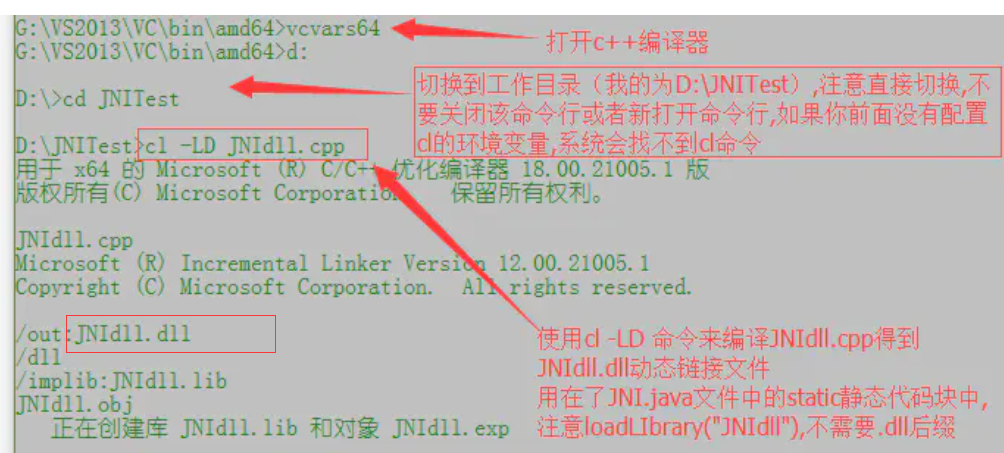 G:\VS2013\VC\bin\amd64>vcvars64
G:\VS2013\VC\bin\amd64>d:
打开c++编译器
D:\>cd JNITest
切换到工作目录（我的为D:\JNITest）,注意直接切换,不
要关闭该命令行或者新打开命令行,如果你前面没有配置
cl的环境变量,系统会找不到cl命令
D:\JNITest>cl -LD JNIdll.cpp
用于 x64 的 Microsoft (R) C/C++ 优化编译器 18.00.21005.1 版
版权所有(C) Microsoft Corporation 保留所有权利。
JNIdll.cpp
Microsoft (R) Incremental Linker Version 12.00.21005.1
Copyright (C) Microsoft Corporation. All rights reserved.
/out:JNIdll.dll
/dll
/implib:JNIdll.lib
JNIdll.obj
正在创建库 JNIdll.lib 和对象 JNIdll.exp
使用cl -LD 命令来编译JNIdll.cpp得到
JNIdll.dll动态链接文件
用在了JNI.java文件中的static静态代码块中,
注意loadLIbrary("JNIdll"),不需要.dll后缀